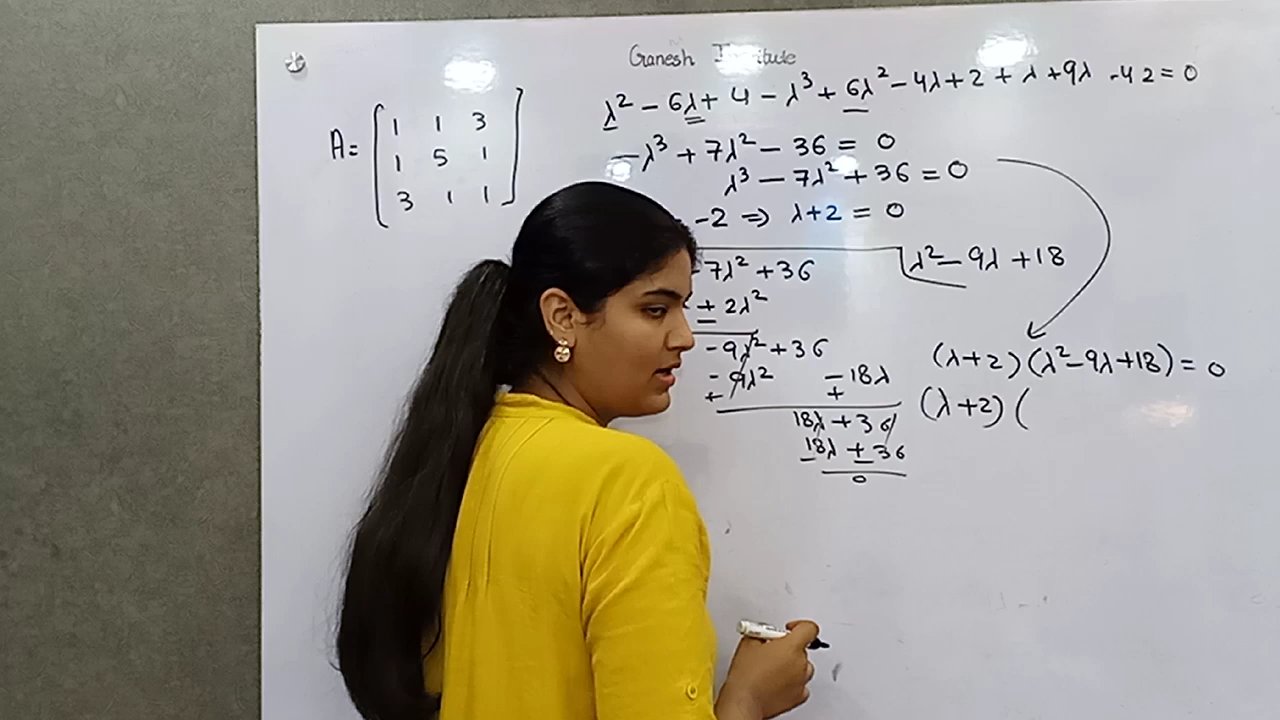 Ganesh Institute
λ² - 6λ + 4 - λ³ + 6λ² - 4λ + 2 + λ + 9λ - 42 = 0
A = [ 1 1 3
1 5 1
3 1 1 ]
-λ³ + 7λ² - 36 = 0
λ³ - 7λ² + 36 = 0
-2 ⇒ λ+2 = 0
-7λ² + 36
λ² - 9λ + 18
+ 2λ²
-
-9λ² + 36
-9λ² - 18λ
+ +
18λ + 36
18λ + 36
- -
0
(λ+2)(λ²-9λ+18) = 0
(λ+2)(